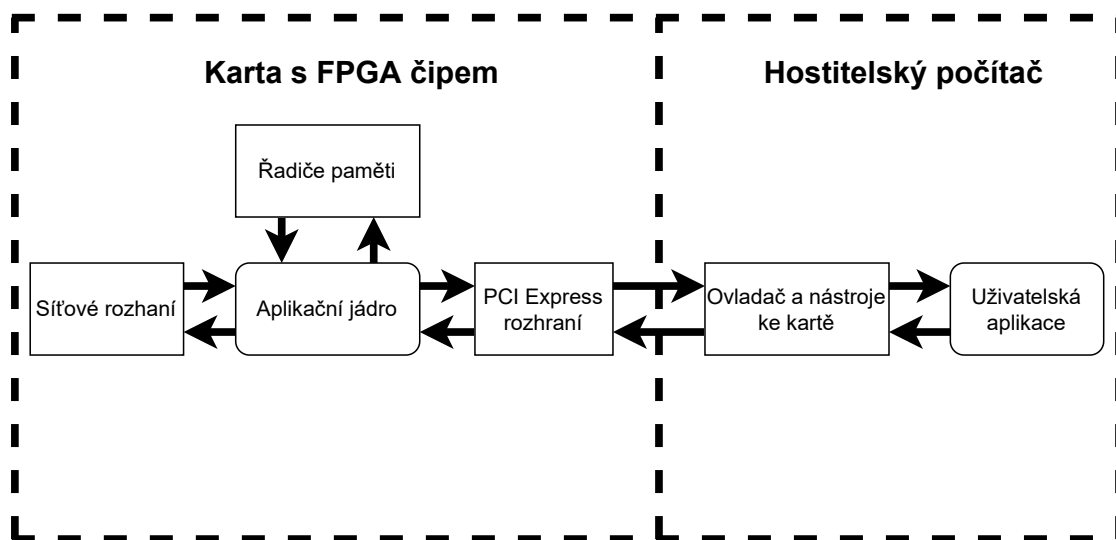 Karta s FPGA čipem
Hostitelský počítač
Řadiče paměti
Síťové rozhaní
Aplikační jádro
PCI Express
rozhraní
Ovladač a nástroje
ke kartě
Uživatelská
aplikace